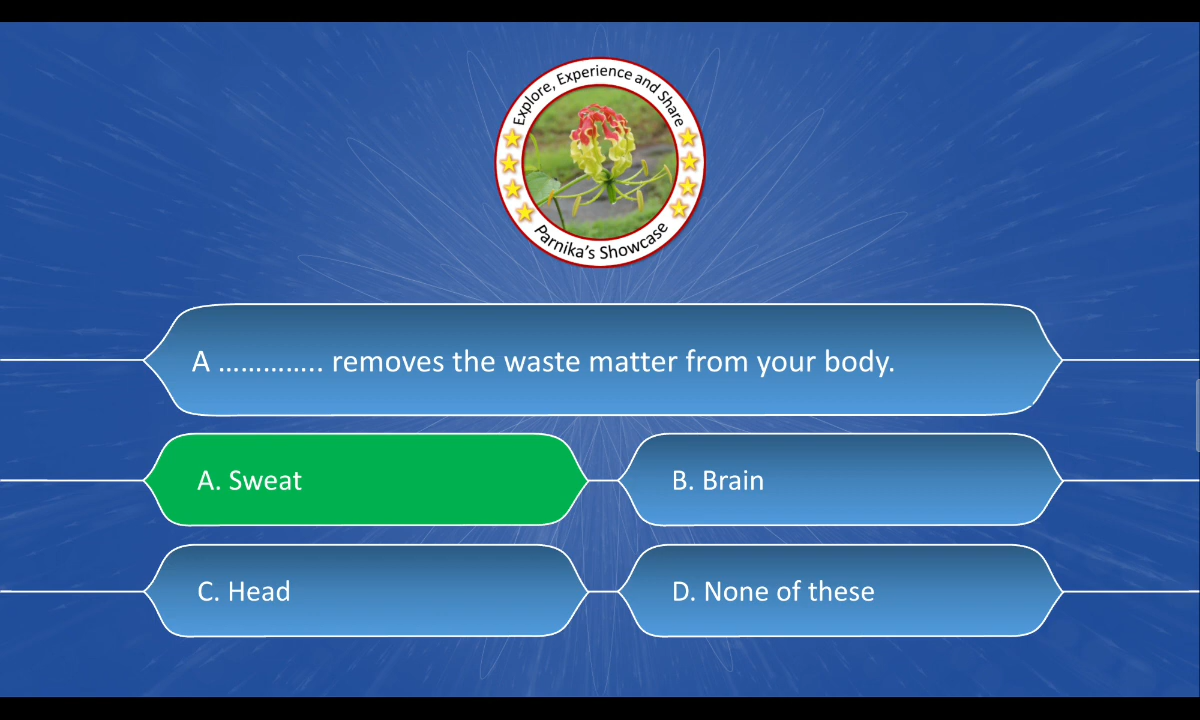 Explore, Experience and Share
Parnika's Showcase
A ………….. removes the waste matter from your body.
A. Sweat
B. Brain
C. Head
D. None of these